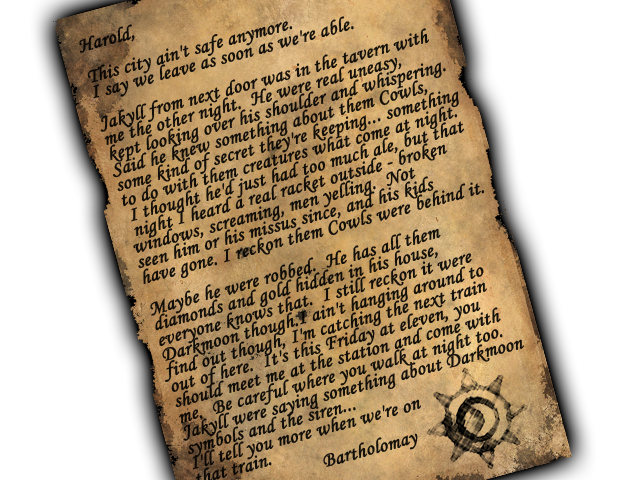 Harold,
This city ain't safe anymore.
I say we leave as soon as we're able.
Jakyll from next door was in the tavern with
me the other night. He were real uneasy,
kept looking over his shoulder and whispering.
Said he knew something about them Cowls,
some kind of secret they're keeping... something
to do with them creatures what come at night.
I thought he'd just had too much ale, but that
night I heard a real racket outside - broken
windows, screaming, men yelling. Not
seen him or his missus since, and his kids
have gone. I reckon them Cowls were behind it.
Maybe he were robbed. He has all them
diamonds and gold hidden in his house,
everyone knows that. I still reckon it were
Darkmoon though. I ain't hanging around to
find out though, I'm catching the next train
out of here. It's this Friday at eleven, you
should meet me at the station and come with
me. Be careful where you walk at night too.
Jakyll were saying something about Darkmoon
symbols and the siren...
I'll tell you more when we're on
that train.
Bartholomay